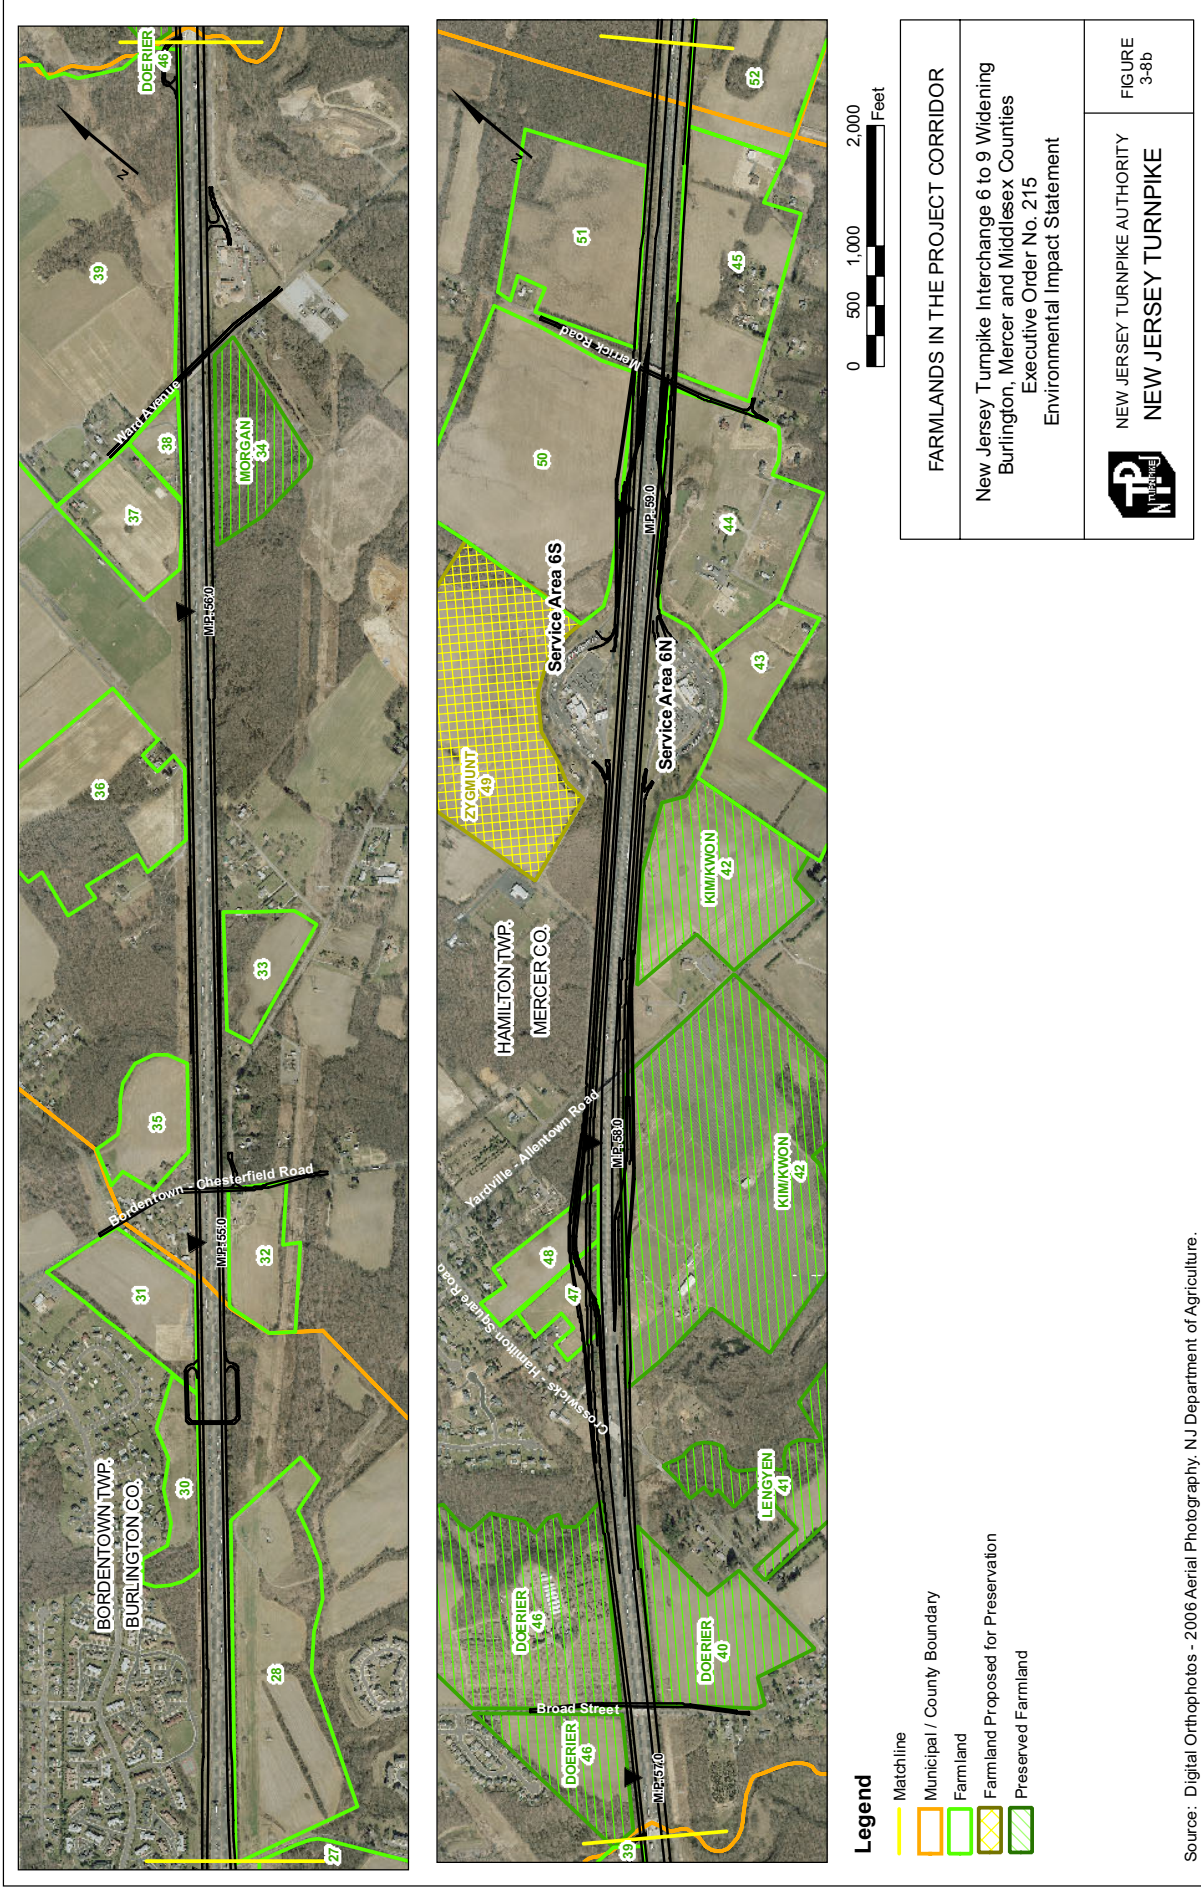 BORDENTOWN TWP.
BURLINGTON CO.
27
28
30
31
32
33
MORGAN
34
35
36
37
38
39
DOERIER
46
Bordentown - Chesterfield Road
Ward Avenue
M.P. 55.0
M.P. 56.0
N
HAMILTON TWP.
MERCER CO.
39
DOERIER
46
DOERIER
46
DOERIER
40
LENGYEN
41
KIM/KWON
42
KIM/KWON
42
43
44
45
47
48
ZYGMUNT
49
50
51
52
Broad Street
Crosswicks - Hamilton Square Road
Yardville - Allentown Road
Merrick Road
Service Area 6S
Service Area 6N
M.P. 57.0
M.P. 58.0
M.P. 59.0
N
Legend
Matchline
Municipal / County Boundary
Farmland
Farmland Proposed for Preservation
Preserved Farmland
0 500 1,000 2,000
Feet
FARMLANDS IN THE PROJECT CORRIDOR
New Jersey Turnpike Interchange 6 to 9 Widening
Burlington, Mercer and Middlesex Counties
Executive Order No. 215
Environmental Impact Statement
NEW JERSEY TURNPIKE AUTHORITY
NEW JERSEY TURNPIKE
FIGURE
3-8b
Source: Digital Orthophotos - 2006 Aerial Photography. NJ Department of Agriculture.